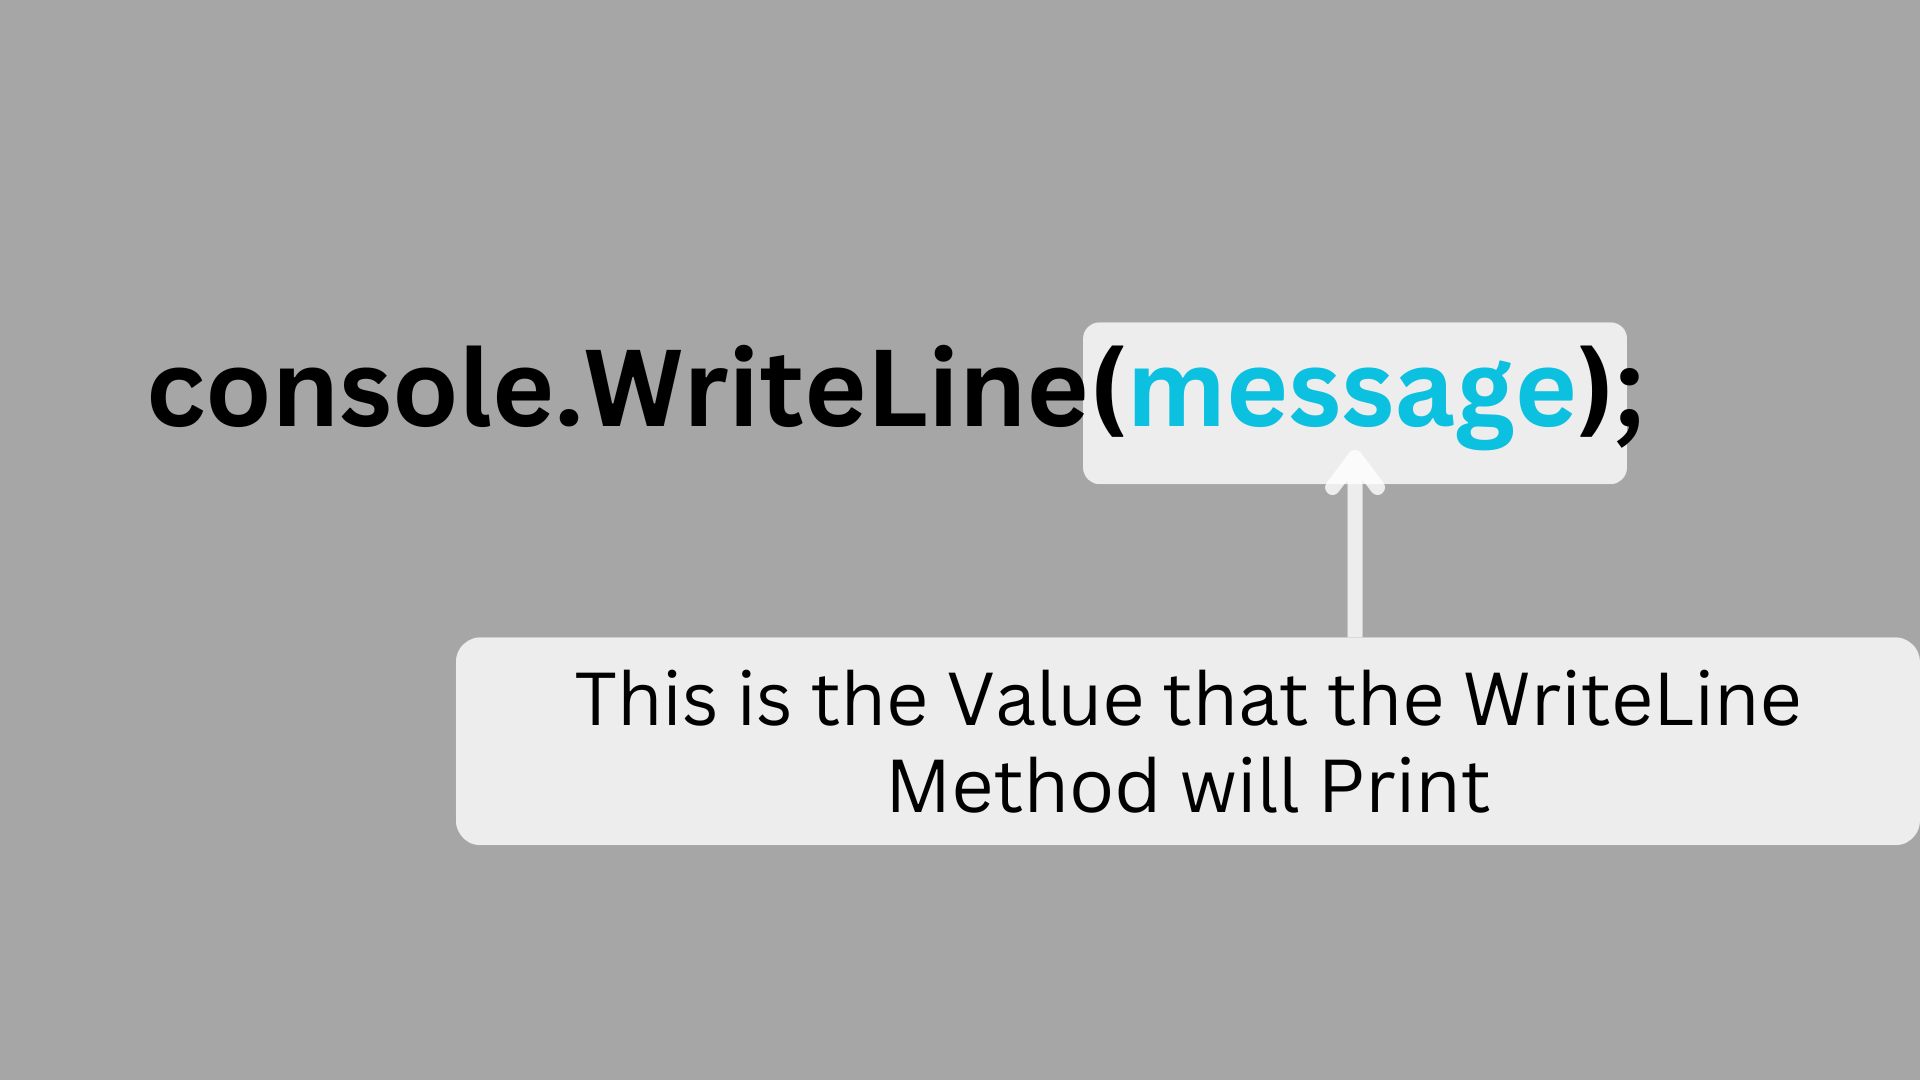 console.WriteLine(message);
This is the Value that the WriteLine
Method will Print